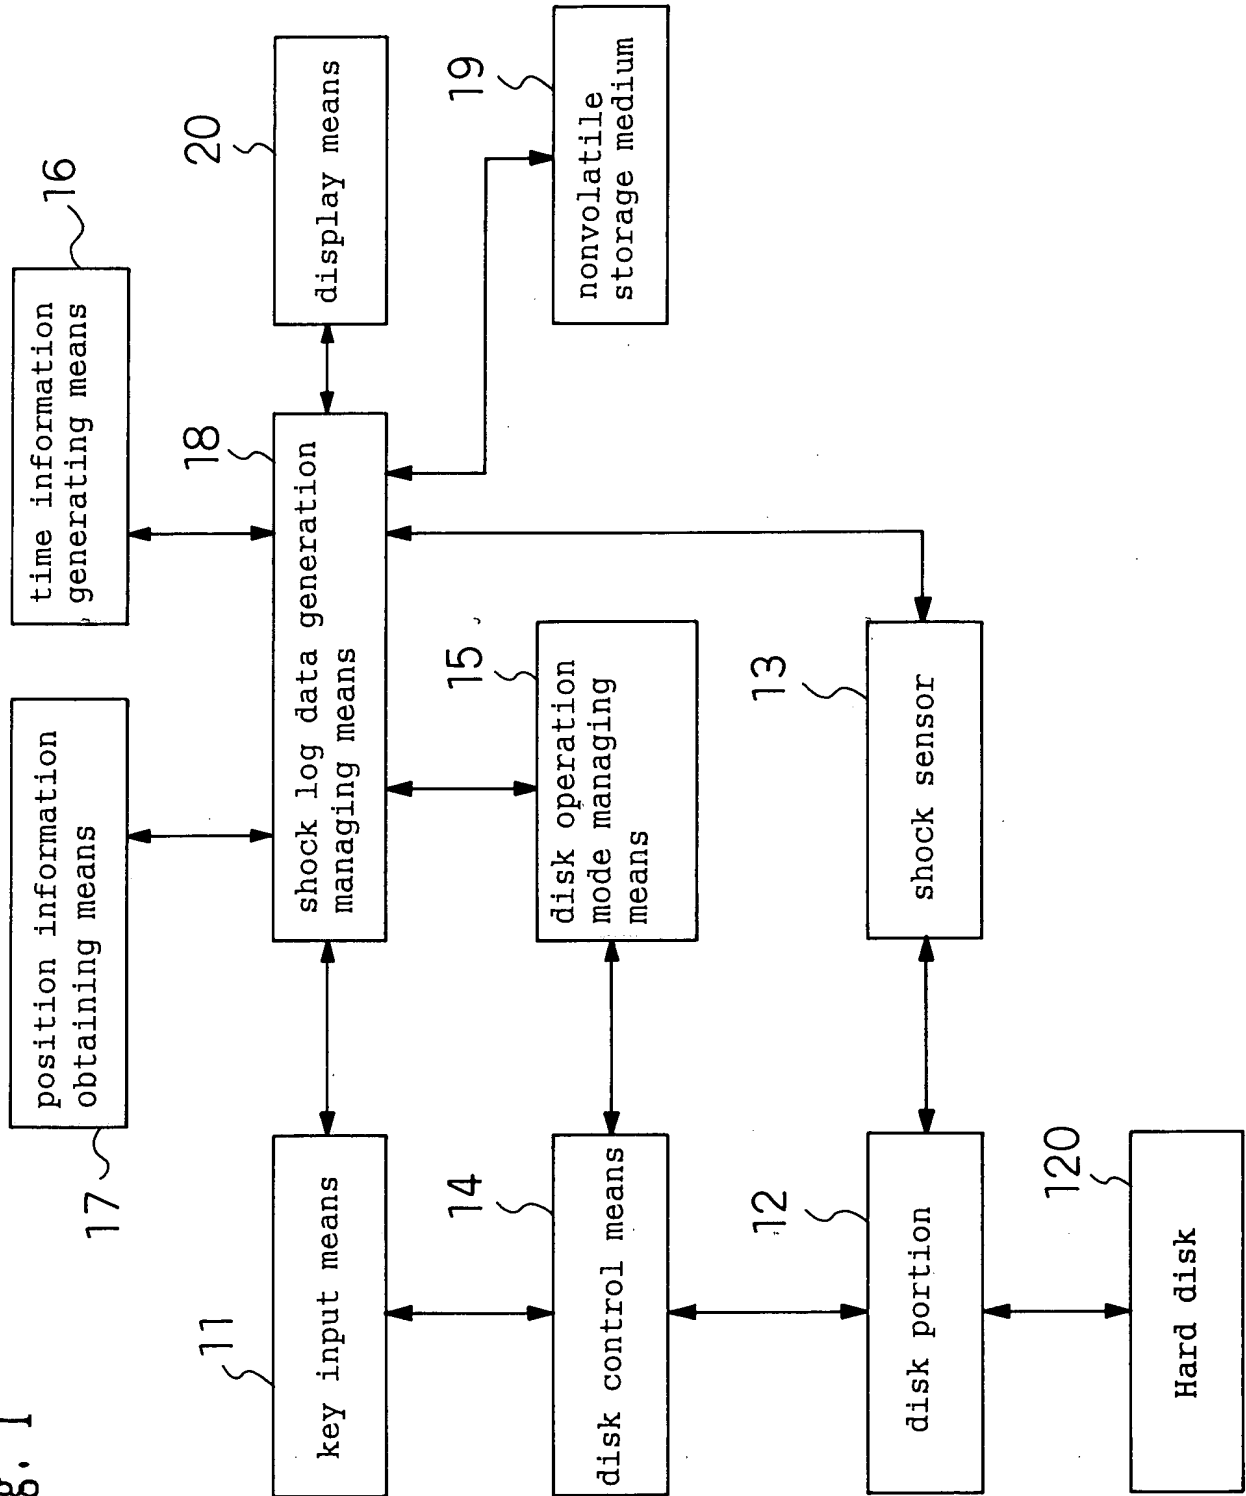 g. 1
17
position information
obtaining means
16
time information
generating means
11
key input means
18
shock log data generation
managing means
20
display means
14
disk control means
15
disk operation
mode managing
means
19
nonvolatile
storage medium
12
disk portion
13
shock sensor
120
Hard disk